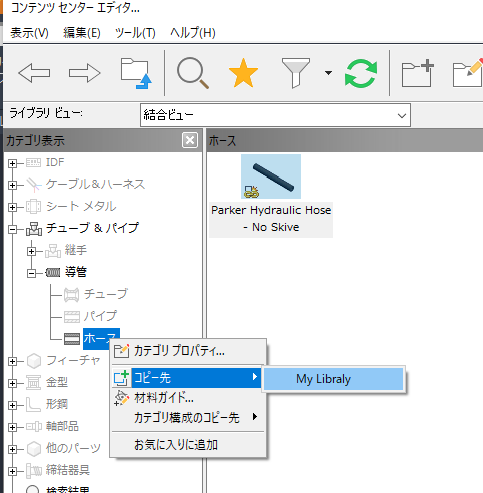 コンテンツ センター エディタ...
表示(V) 編集(E) ツール(T) ヘルプ(H)
ライブラリ ビュー:
結合ビュー
カテゴリ表示
IDF
ケーブル&ハーネス
シート メタル
チューブ & パイプ
継手
導管
チューブ
パイプ
ホース
フィーチャ
金型
形鋼
軸部品
他のパーツ
締結器具
検索結果
ホース
Parker Hydraulic Hose
- No Skive
カテゴリ プロパティ...
コピー先
材料ガイド...
カテゴリ構成のコピー先
お気に入りに追加
My Libraly